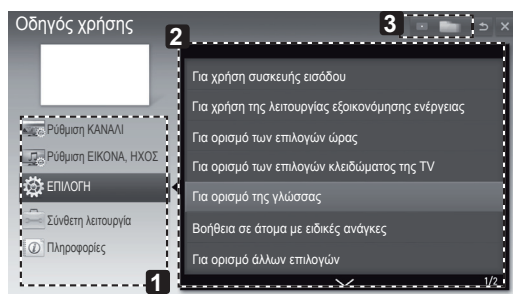 Οδηγός χρήσης
3
2
Ρύθμιση ΚΑΝΑΛΙ
Ρύθμιση ΕΙΚΟΝΑ, ΗΧΟΣ
ΕΠΙΛΟΓΗ
Σύνθετη λειτουργία
Πληροφορίες
1
Για χρήση συσκευής εισόδου
Για χρήση της λειτουργίας εξοικονόμησης ενέργειας
Για ορισμό των επιλογών ώρας
Για ορισμό των επιλογών κλειδώματος της TV
Για ορισμό της γλώσσας
Βοήθεια σε άτομα με ειδικές ανάγκες
Για ορισμό άλλων επιλογών
1/2